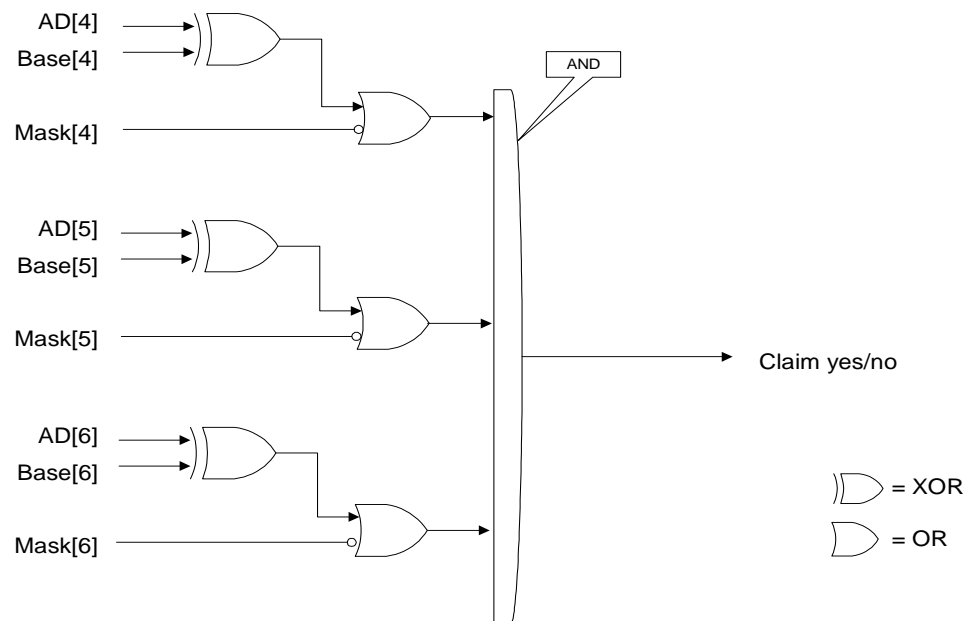 AD[4]
Base[4]
AND
Mask[4]
AD[5]
Base[5]
Mask[5]
Claim yes/no
AD[6]
Base[6]
Mask[6]
= XOR
= OR